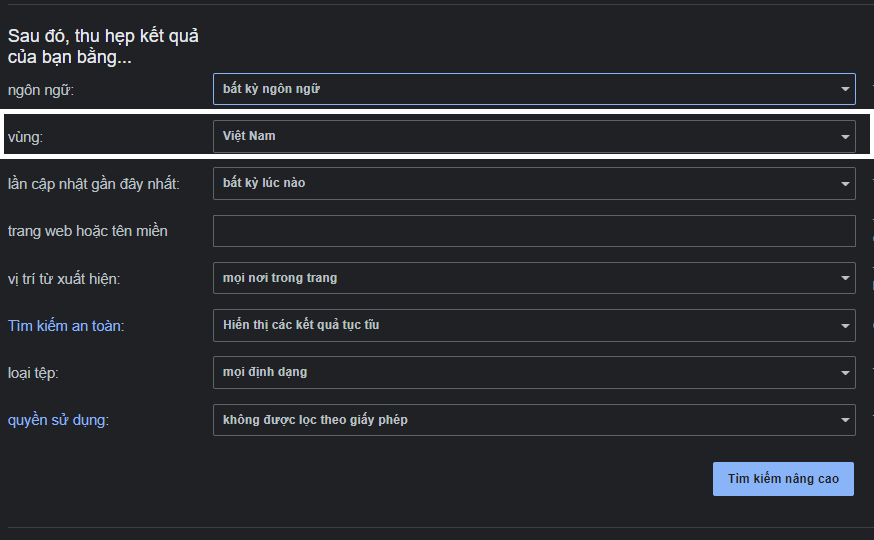 Sau đó, thu hẹp kết quả
của bạn bằng...
ngôn ngữ: bất kỳ ngôn ngữ
vùng: Việt Nam
lần cập nhật gần đây nhất: bất kỳ lúc nào
trang web hoặc tên miền
vị trí từ xuất hiện: mọi nơi trong trang
Tìm kiếm an toàn: Hiển thị các kết quả tục tĩu
loại tệp: mọi định dạng
quyền sử dụng: không được lọc theo giấy phép
Tìm kiếm nâng cao